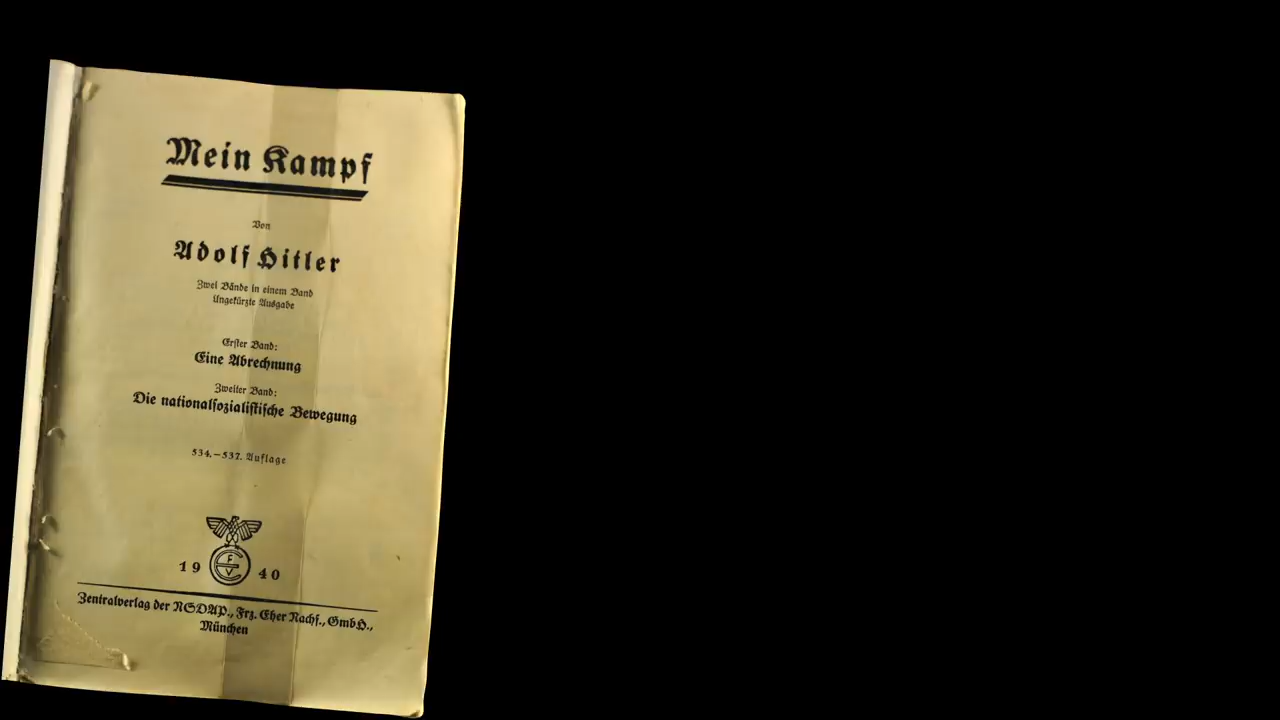 Mein Kampf
Von
Adolf Hitler
Zwei Bände in einem Band
Ungekürzte Ausgabe
Erster Band:
Eine Abrechnung
Zweiter Band:
Die nationalsozialistische Bewegung
534.–537. Auflage
F
E
V
19 40
Zentralverlag der NSDAP., Frz. Eher Nachf., GmbH.,
München